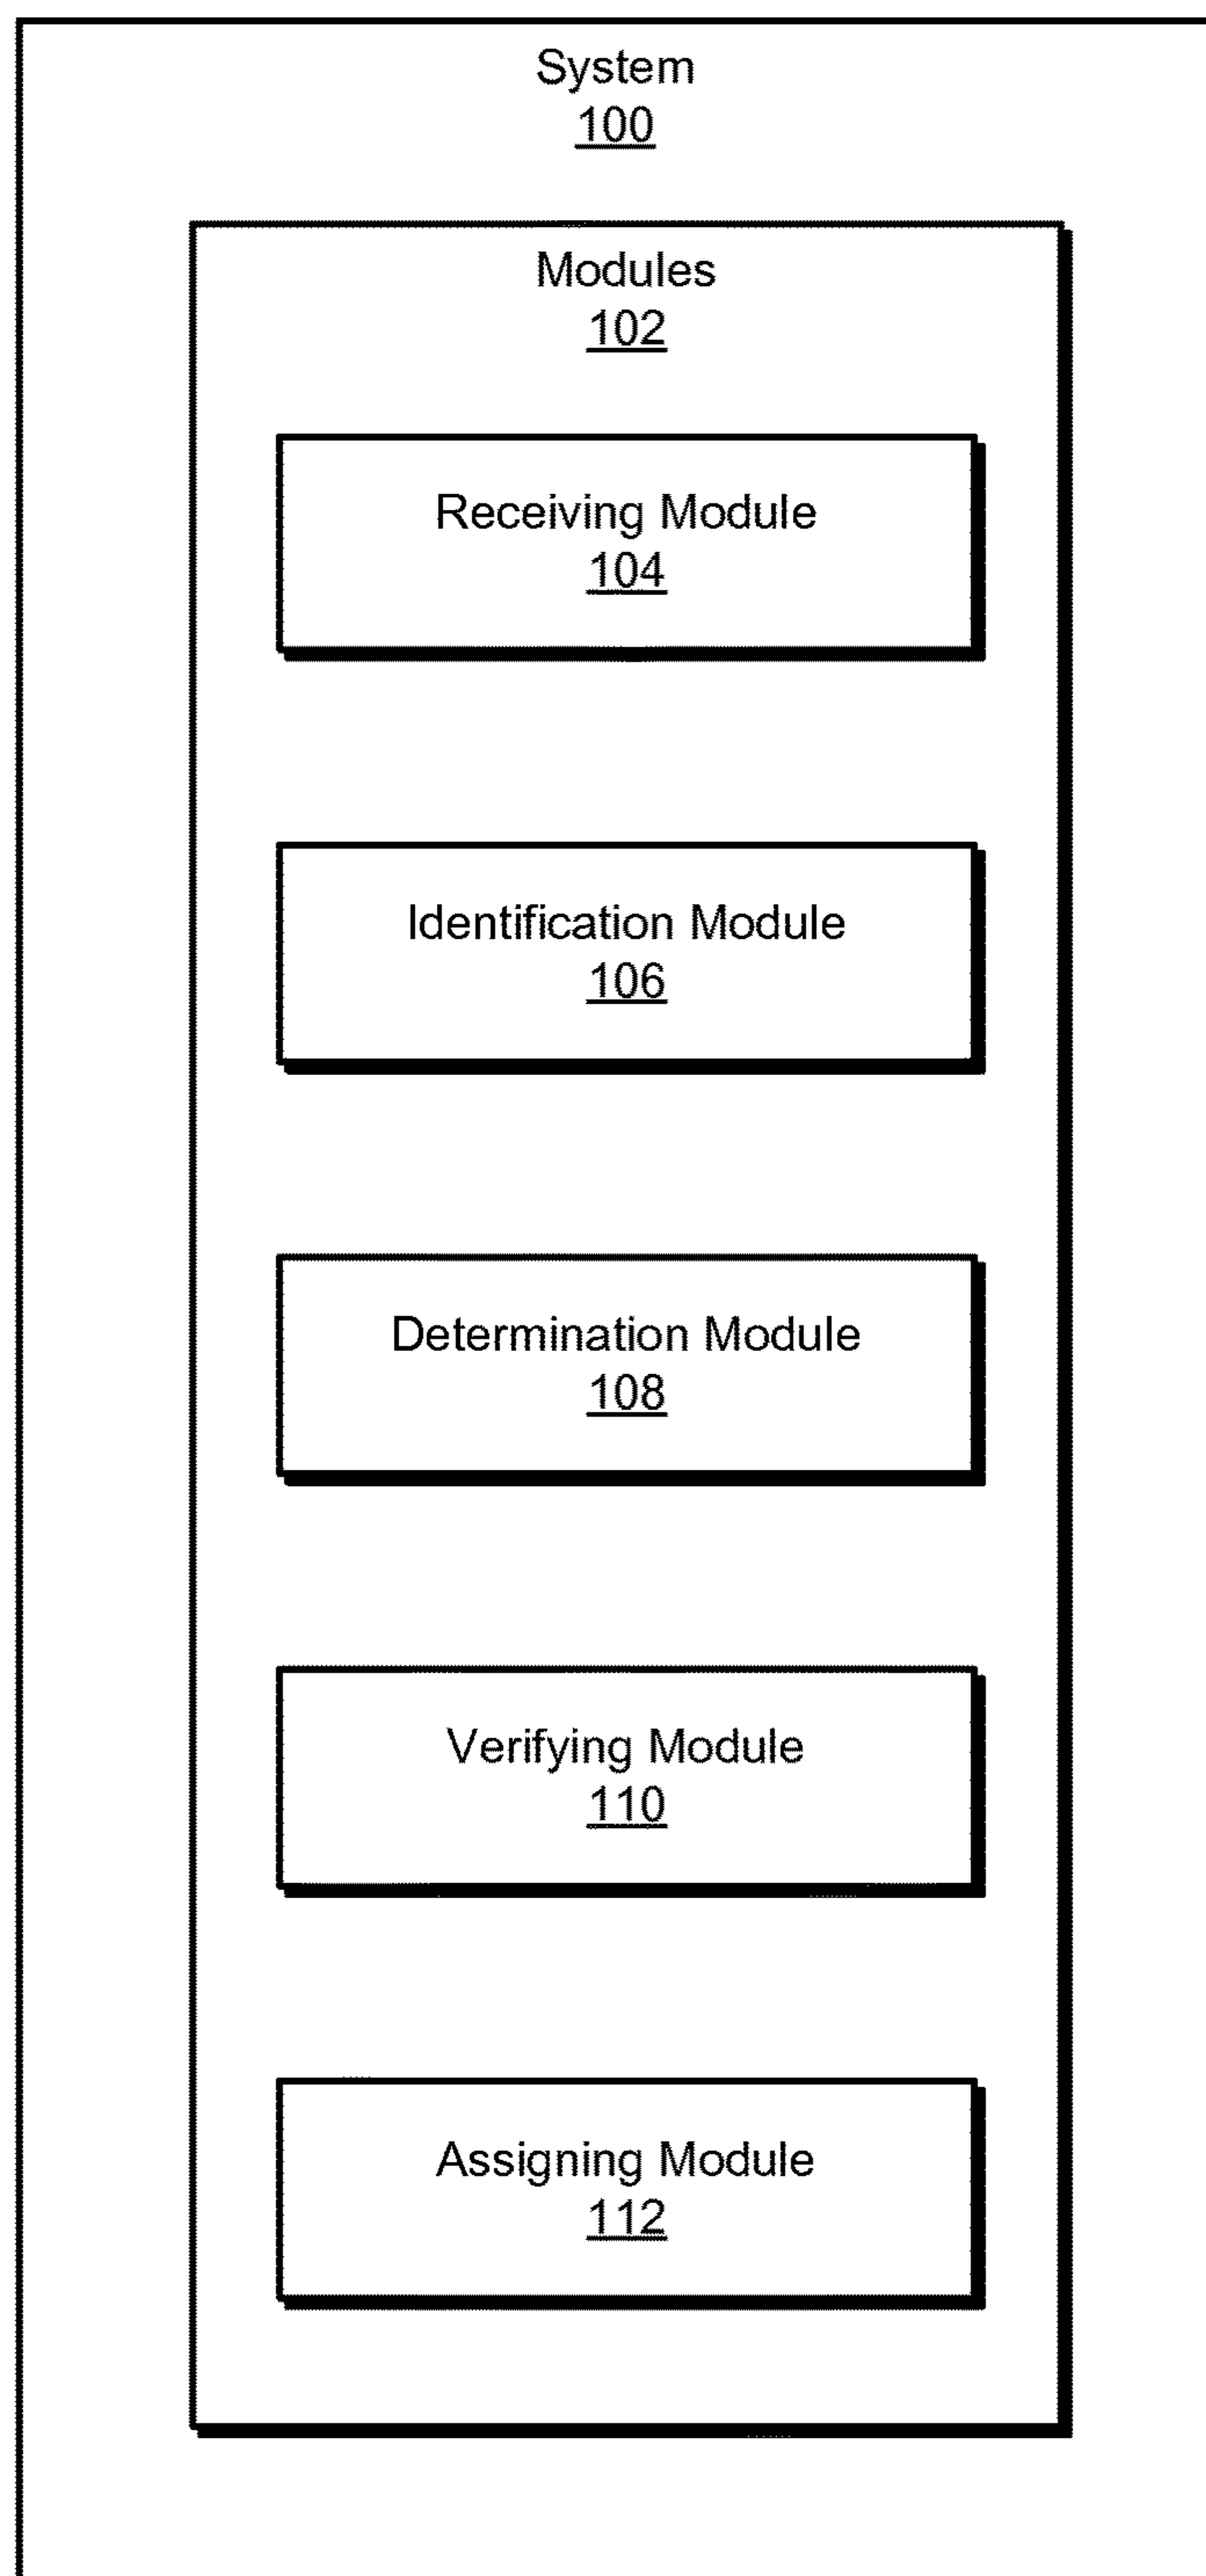 System
100
Modules
102
Receiving Module
104
Identification Module
106
Determination Module
108
Verifying Module
110
Assigning Module
112